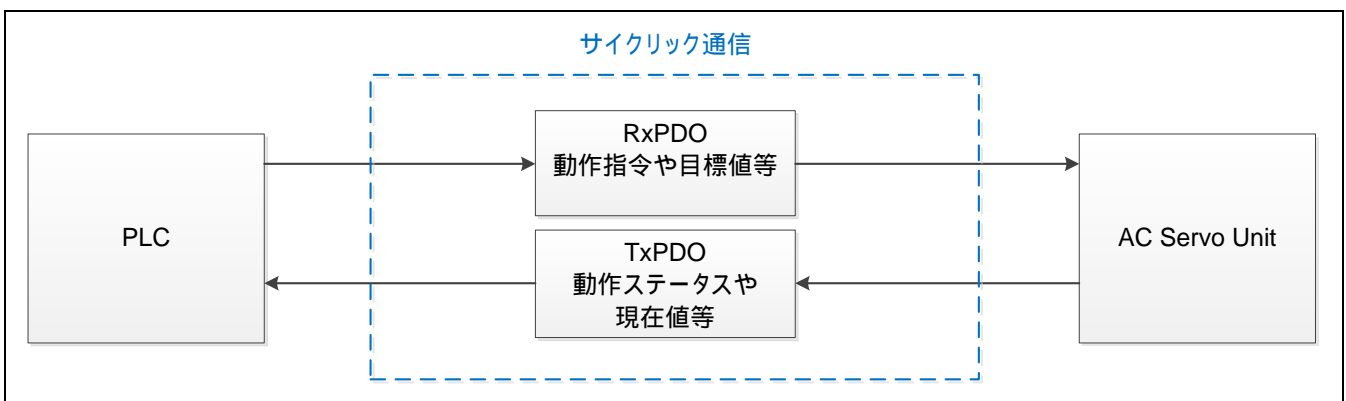 サイクリック通信
PLC
RxPDO
動作指令や目標値等
TxPDO
動作ステータスや
現在値等
AC Servo Unit